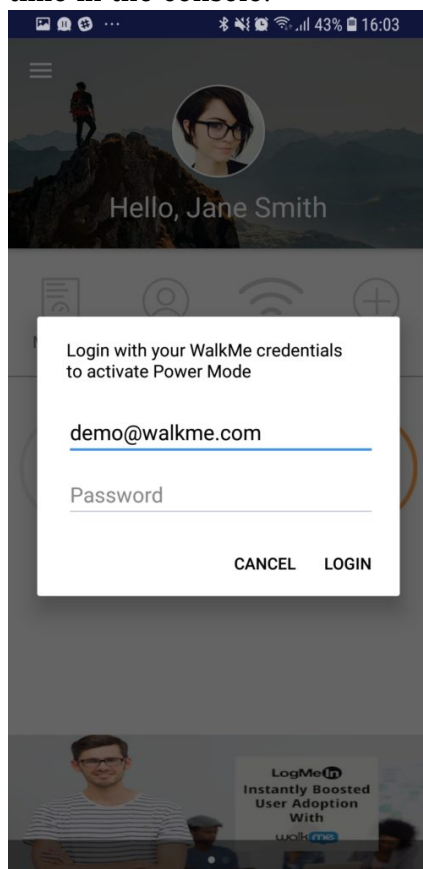 43% 16:03
Hello, Jane Smith
Login with your WalkMe credentials
to activate Power Mode
demo@walkme.com
Password
CANCEL LOGIN
LogMeIn
Instantly Boosted
User Adoption
With
walkme